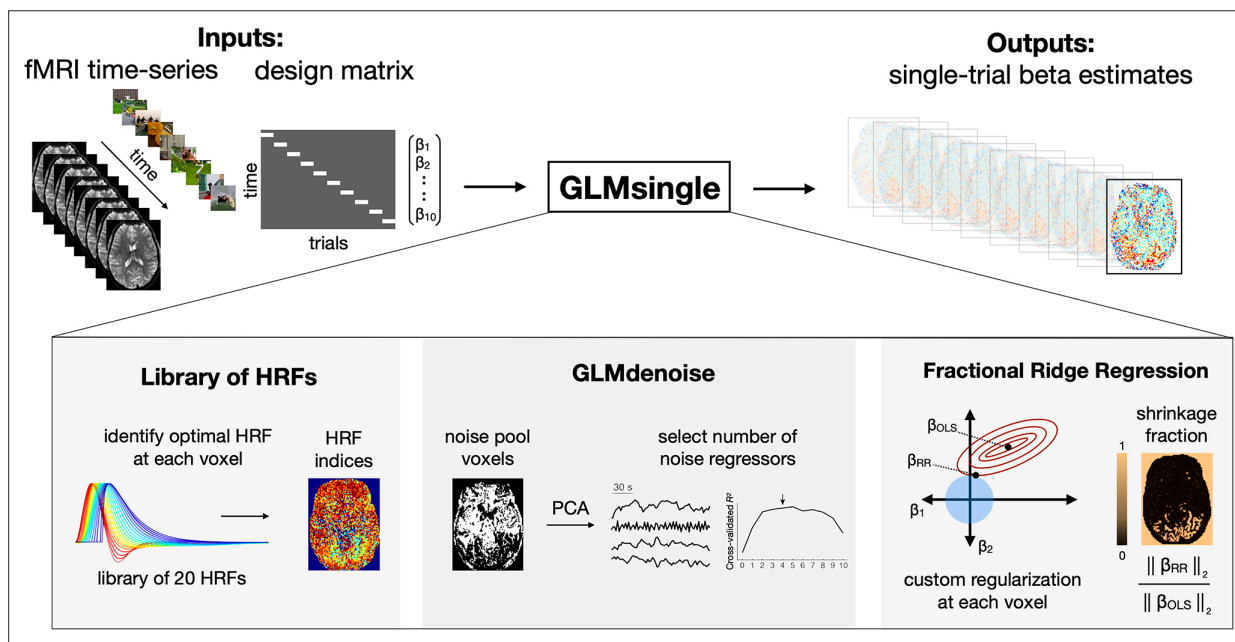 Inputs:
fMRI time-series
design matrix
time
time
trials
β1
β2
⋮
β10
GLMsingle
Outputs:
single-trial beta estimates
Library of HRFs
identify optimal HRF
at each voxel
HRF
indices
library of 20 HRFs
GLMdenoise
noise pool
voxels
PCA
select number of
noise regressors
30 s
Cross-validated R²
0 1 2 3 4 5 6 7 8 9 10
Fractional Ridge Regression
βOLS
βRR
β1
β2
custom regularization
at each voxel
shrinkage
fraction
1
0
|| βRR ||2
|| βOLS ||2